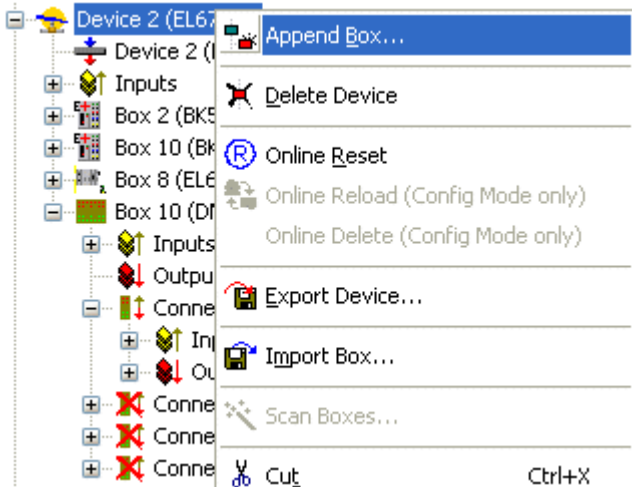 Device 2 (EL67
Device 2 (
Inputs
Box 2 (BK5
Box 10 (BK
Box 8 (EL6
Box 10 (
Inputs
Outpu
Conne
In
Ou
Conne
Conne
Conne
Append Box...
Delete Device
Online Reset
Online Reload (Config Mode only)
Online Delete (Config Mode only)
Export Device...
Import Box...
Scan Boxes...
Cut Ctrl+X